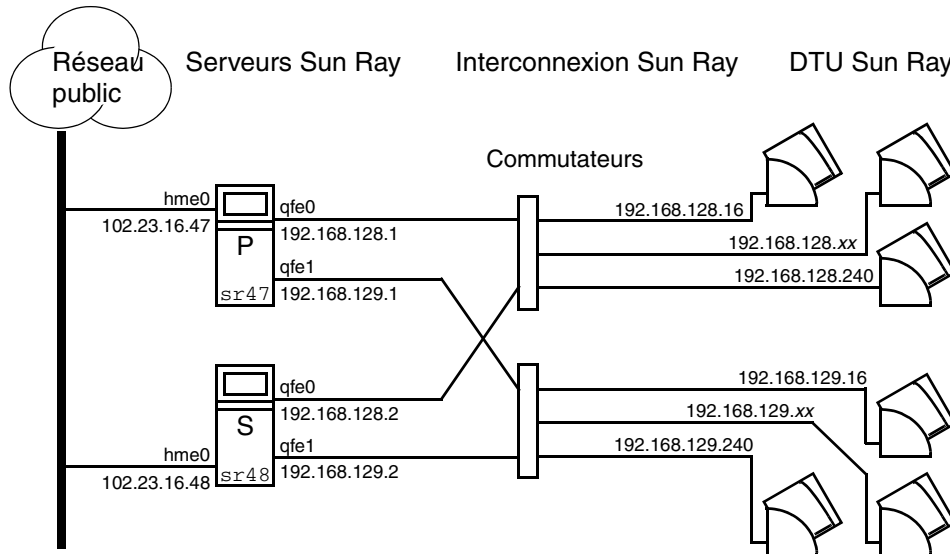 Réseau
public
Serveurs Sun Ray
Interconnexion Sun Ray
DTU Sun Ray
Commutateurs
hme0
102.23.16.47
P
sr47
qfe0
192.168.128.1
qfe1
192.168.129.1
192.168.128.16
192.168.128.xx
192.168.128.240
hme0
102.23.16.48
S
sr48
qfe0
192.168.128.2
qfe1
192.168.129.2
192.168.129.16
192.168.129.xx
192.168.129.240